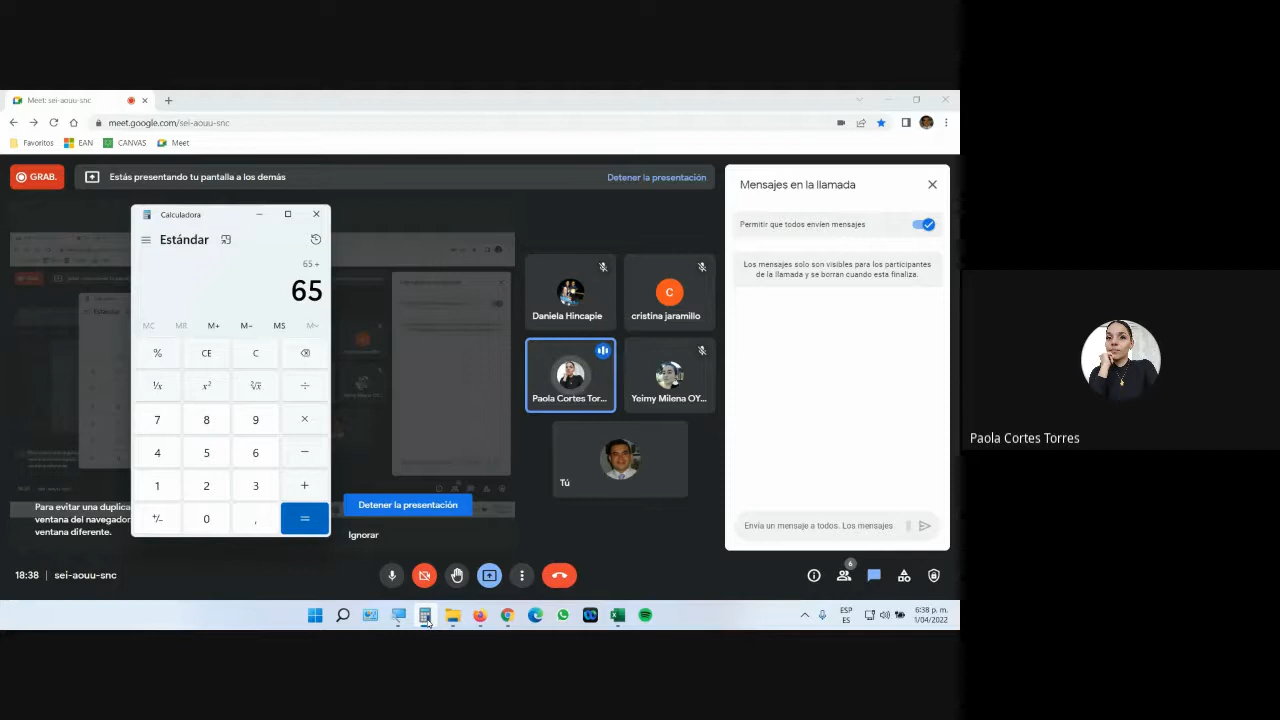 Meet: sei-aouu-snc
meet.google.com/sei-aouu-snc
Favoritos
EAN
CANVAS
Meet
GRAB.
Estás presentando tu pantalla a los demás
Detener la presentación
Mensajes en la llamada
Permitir que todos envíen mensajes
Los mensajes solo son visibles para los participantes
de la llamada y se borran cuando esta finaliza.
Calculadora
Estándar
65 +
65
MC MR M+ M− MS M˅
% CE C
¹/x x² ²√x ÷
7 8 9 ×
4 5 6 −
1 2 3 +
+/− 0 , =
Daniela Hincapie
cristina jaramillo
Paola Cortes Tor...
Yeimy Milena OY...
Tú
Para evitar una duplica
ventana del navegador
ventana diferente.
Detener la presentación
Ignorar
Envía un mensaje a todos. Los mensajes
18:38 | sei-aouu-snc
6
ESP
ES
6:38 p. m.
1/04/2022
Paola Cortes Torres